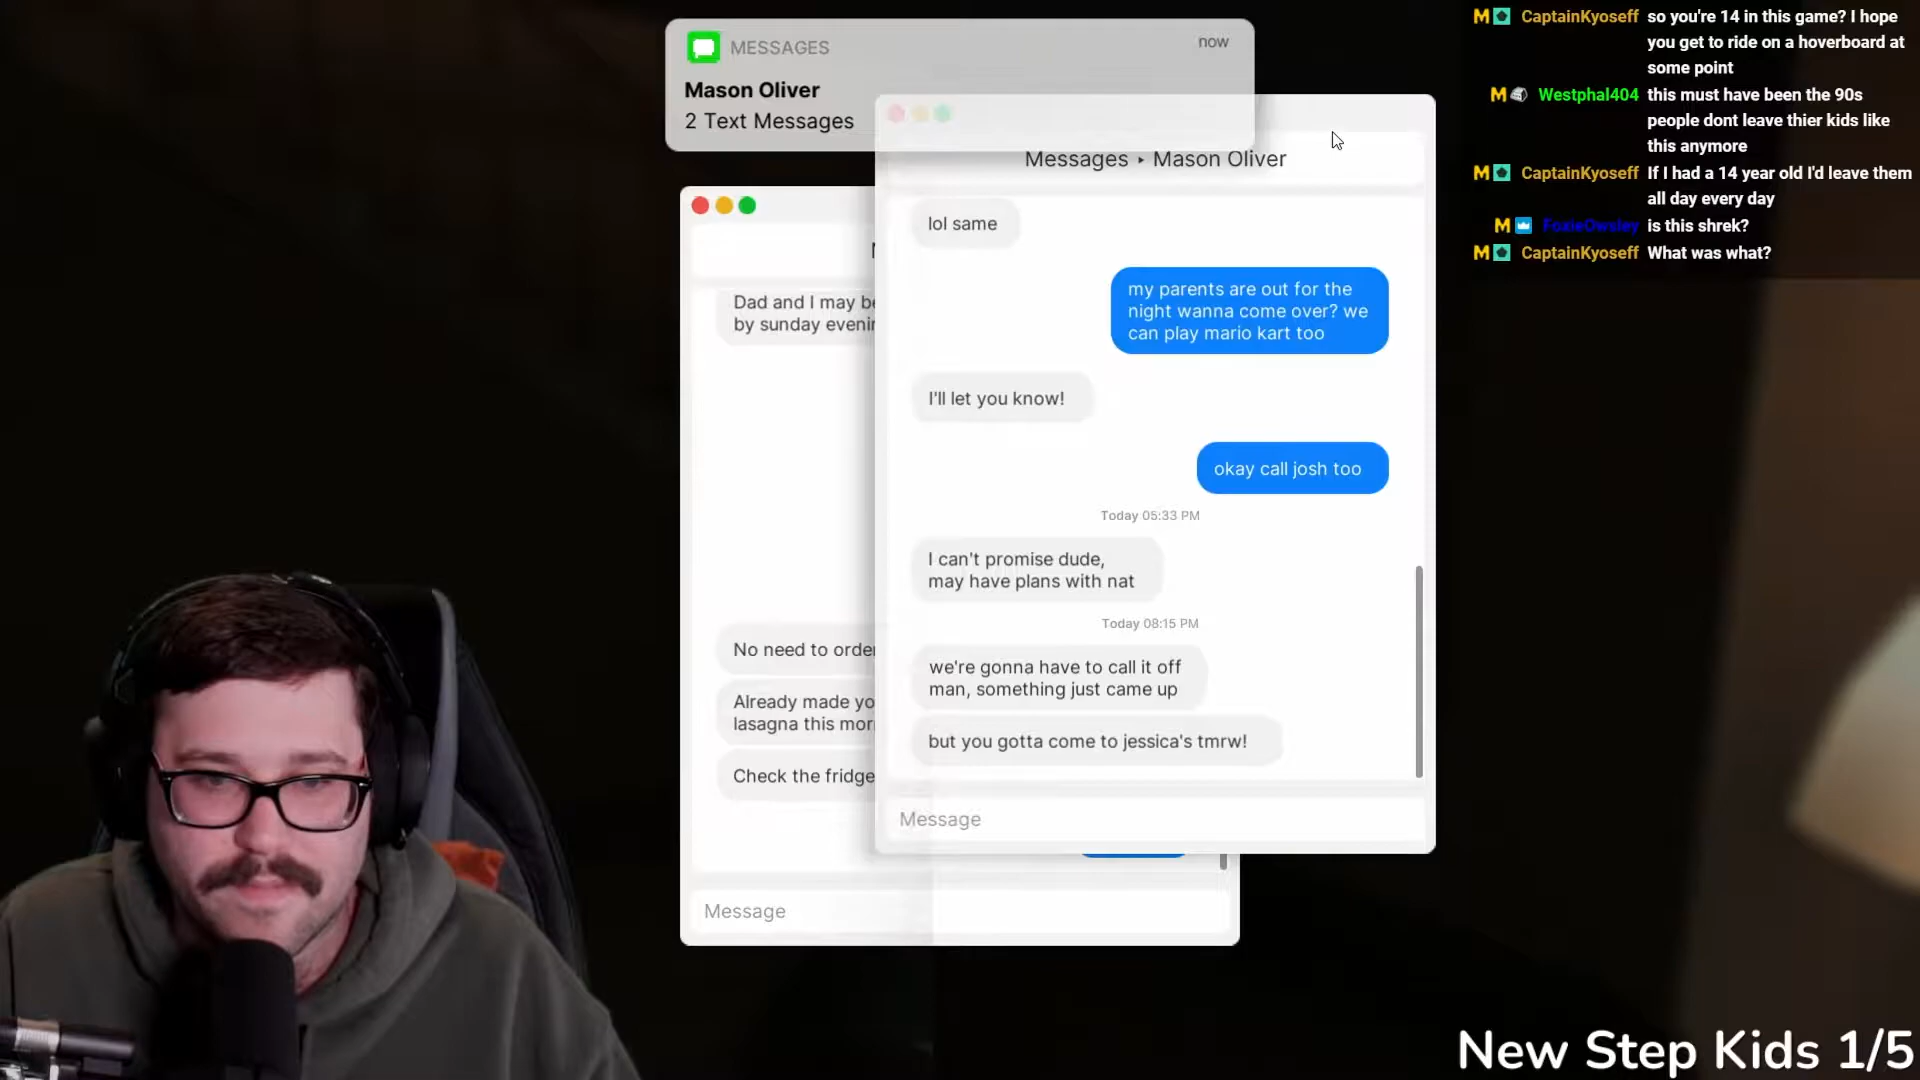 MESSAGES
now
Mason Oliver
2 Text Messages
Messages ▸ Mason Oliver
lol same
my parents are out for the
night wanna come over? we
can play mario kart too
I'll let you know!
okay call josh too
Today 05:33 PM
I can't promise dude,
may have plans with nat
Today 08:15 PM
we're gonna have to call it off
man, something just came up
but you gotta come to jessica's tmrw!
Message
Dad and I may be
by sunday evenin
No need to order
Already made yo
lasagna this morn
Check the fridge
Message
CaptainKyoseff so you're 14 in this game? I hope
you get to ride on a hoverboard at
some point
Westphal404 this must have been the 90s
people dont leave thier kids like
this anymore
CaptainKyoseff If I had a 14 year old I'd leave them
all day every day
FoxieOwsley is this shrek?
CaptainKyoseff What was what?
New Step Kids 1/5